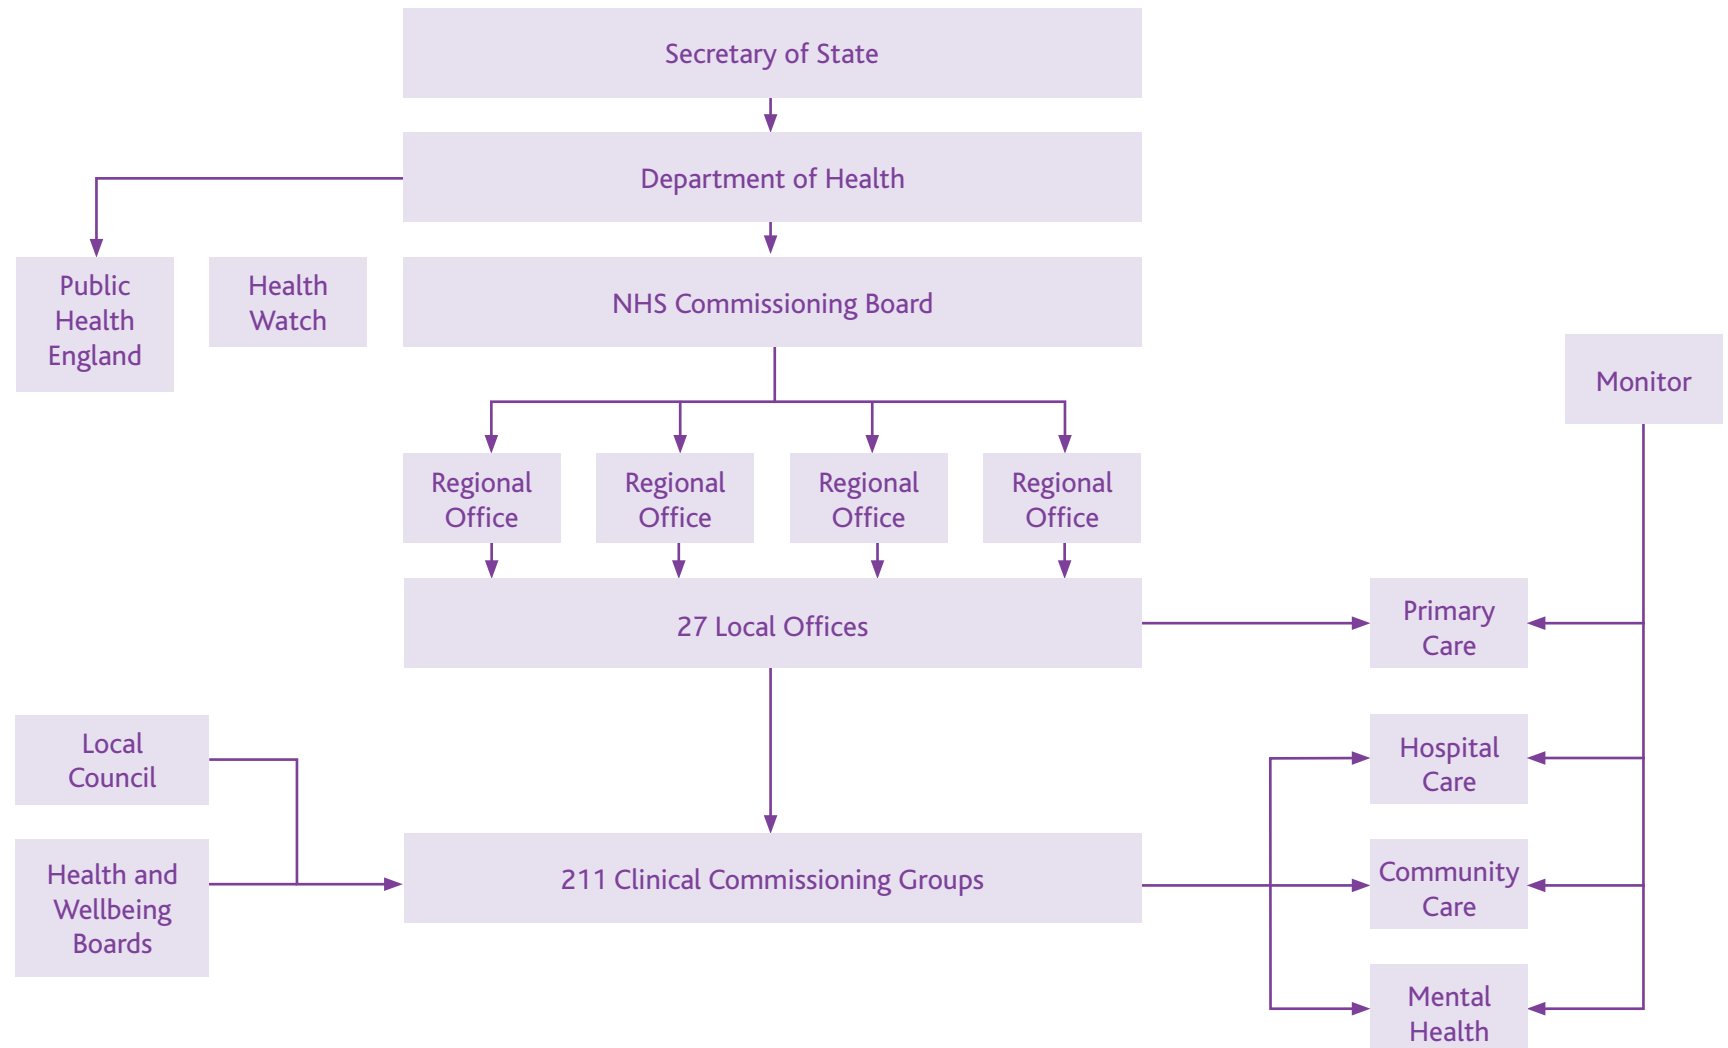 Secretary of State
Department of Health
Public
Health
England
Health
Watch
NHS Commissioning Board
Monitor
Regional
Office
Regional
Office
Regional
Office
Regional
Office
27 Local Offices
Primary
Care
Local
Council
Hospital
Care
Health and
Wellbeing
Boards
211 Clinical Commissioning Groups
Community
Care
Mental
Health